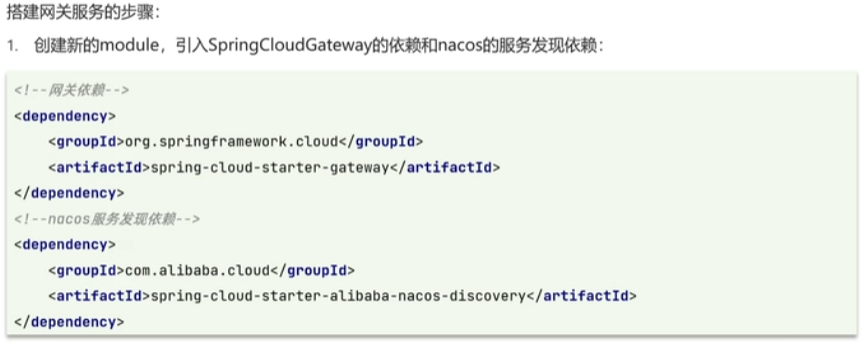 搭建网关服务的步骤：
1. 创建新的module，引入SpringCloudGateway的依赖和nacos的服务发现依赖：
<!--网关依赖-->
<dependency>
    <groupId>org.springframework.cloud</groupId>
    <artifactId>spring-cloud-starter-gateway</artifactId>
</dependency>
<!--nacos服务发现依赖-->
<dependency>
    <groupId>com.alibaba.cloud</groupId>
    <artifactId>spring-cloud-starter-alibaba-nacos-discovery</artifactId>
</dependency>